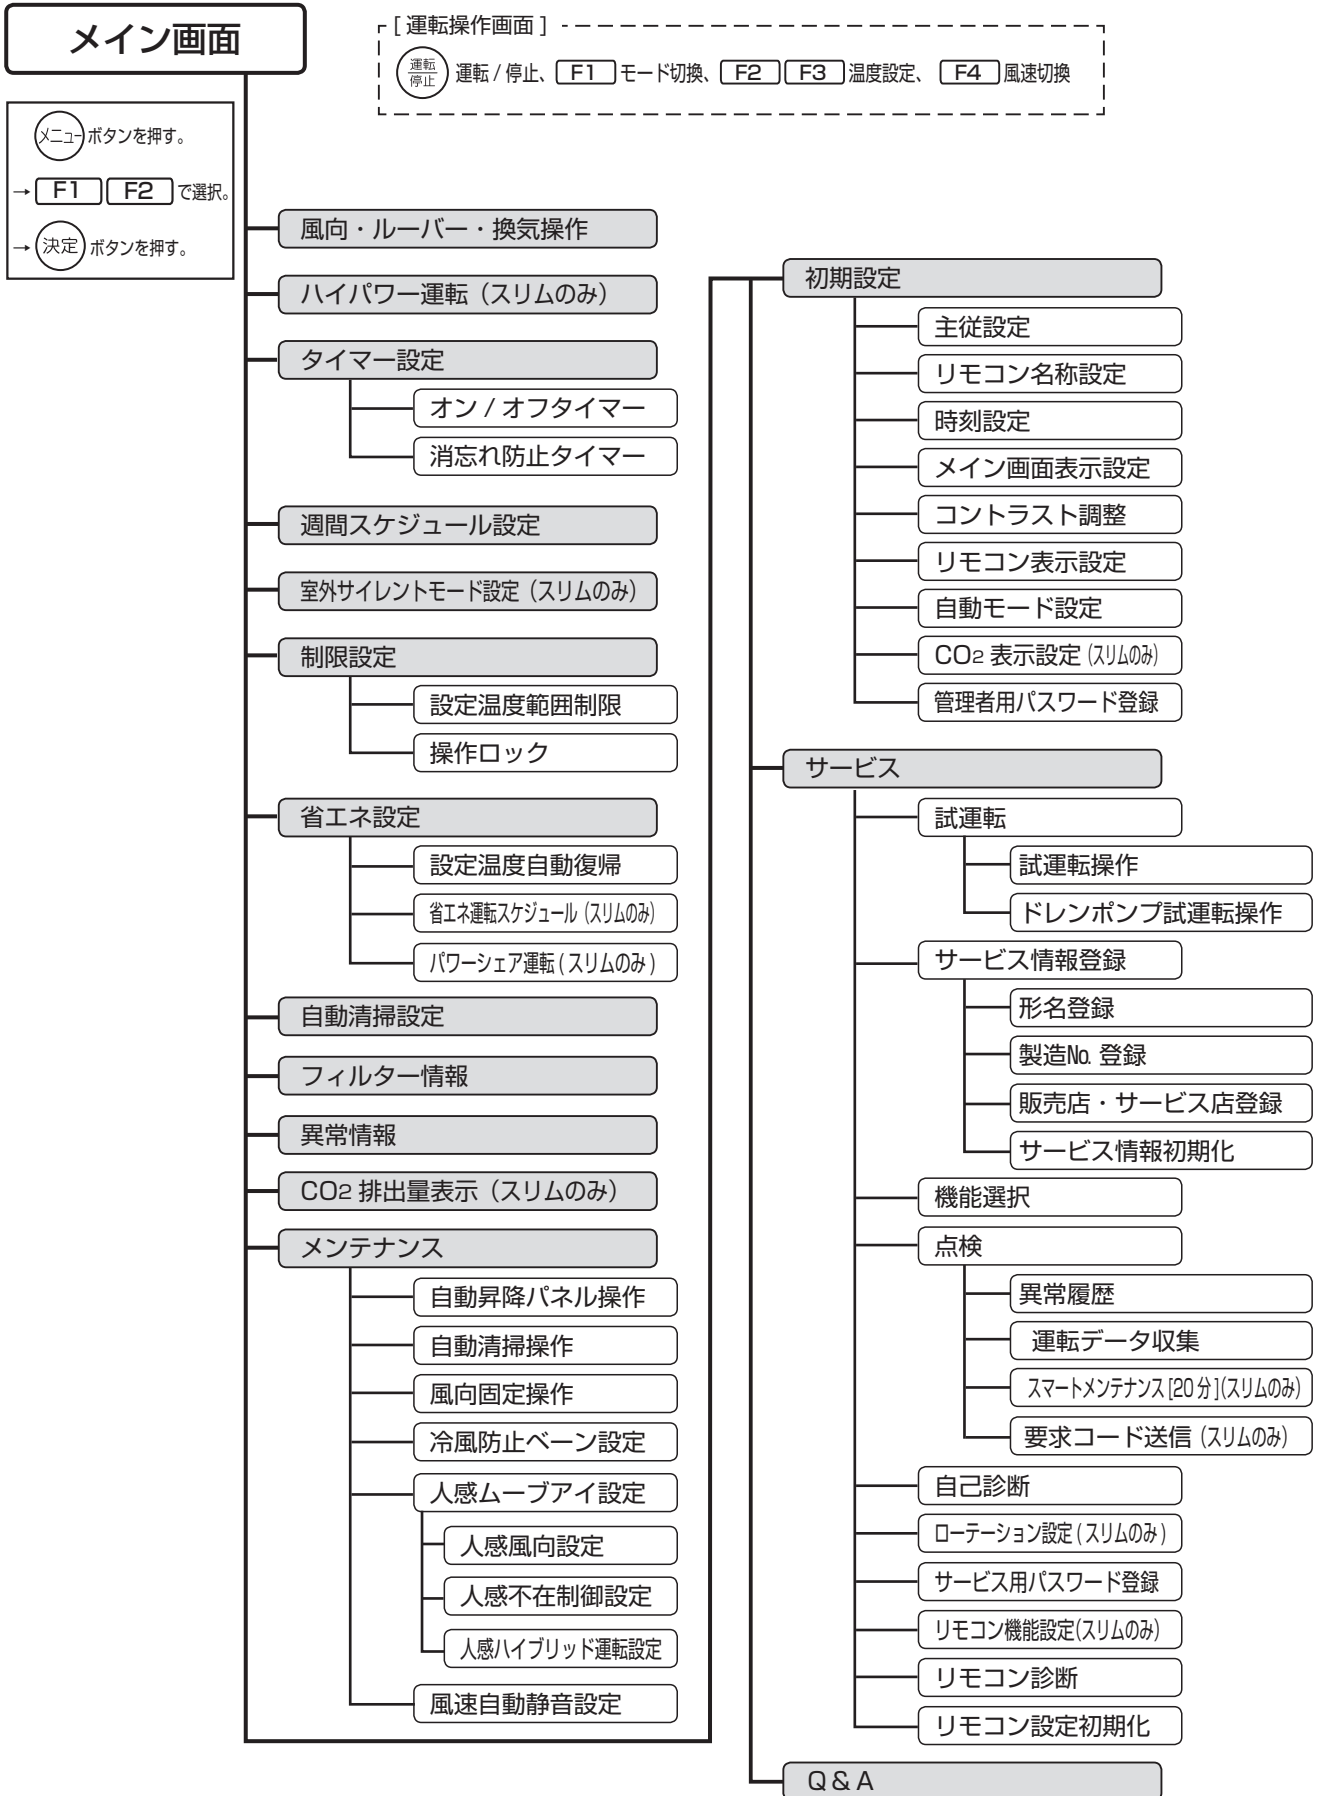 メイン画面
[ 運転操作画面 ]
運転
停止
運転 / 停止、 F1 モード切換、 F2 F3 温度設定、 F4 風速切換
メニュー ボタンを押す。
→ F1 F2 で選択。
→ 決定 ボタンを押す。
風向・ルーバー・換気操作
ハイパワー運転（スリムのみ）
タイマー設定
オン / オフタイマー
消忘れ防止タイマー
週間スケジュール設定
室外サイレントモード設定（スリムのみ）
制限設定
設定温度範囲制限
操作ロック
省エネ設定
設定温度自動復帰
省エネ運転スケジュール（スリムのみ）
パワーシェア運転 ( スリムのみ )
自動清掃設定
フィルター情報
異常情報
CO2 排出量表示（スリムのみ）
メンテナンス
自動昇降パネル操作
自動清掃操作
風向固定操作
冷風防止ベーン設定
人感ムーブアイ設定
人感風向設定
人感不在制御設定
人感ハイブリッド運転設定
風速自動静音設定
初期設定
主従設定
リモコン名称設定
時刻設定
メイン画面表示設定
コントラスト調整
リモコン表示設定
自動モード設定
CO2 表示設定 (スリムのみ)
管理者用パスワード登録
サービス
試運転
試運転操作
ドレンポンプ試運転操作
サービス情報登録
形名登録
製造No. 登録
販売店・サービス店登録
サービス情報初期化
機能選択
点検
異常履歴
運転データ収集
スマートメンテナンス [20 分 ](スリムのみ)
要求コード送信 (スリムのみ)
自己診断
ローテーション設定 ( スリムのみ )
サービス用パスワード登録
リモコン機能設定(スリムのみ)
リモコン診断
リモコン設定初期化
Q & A